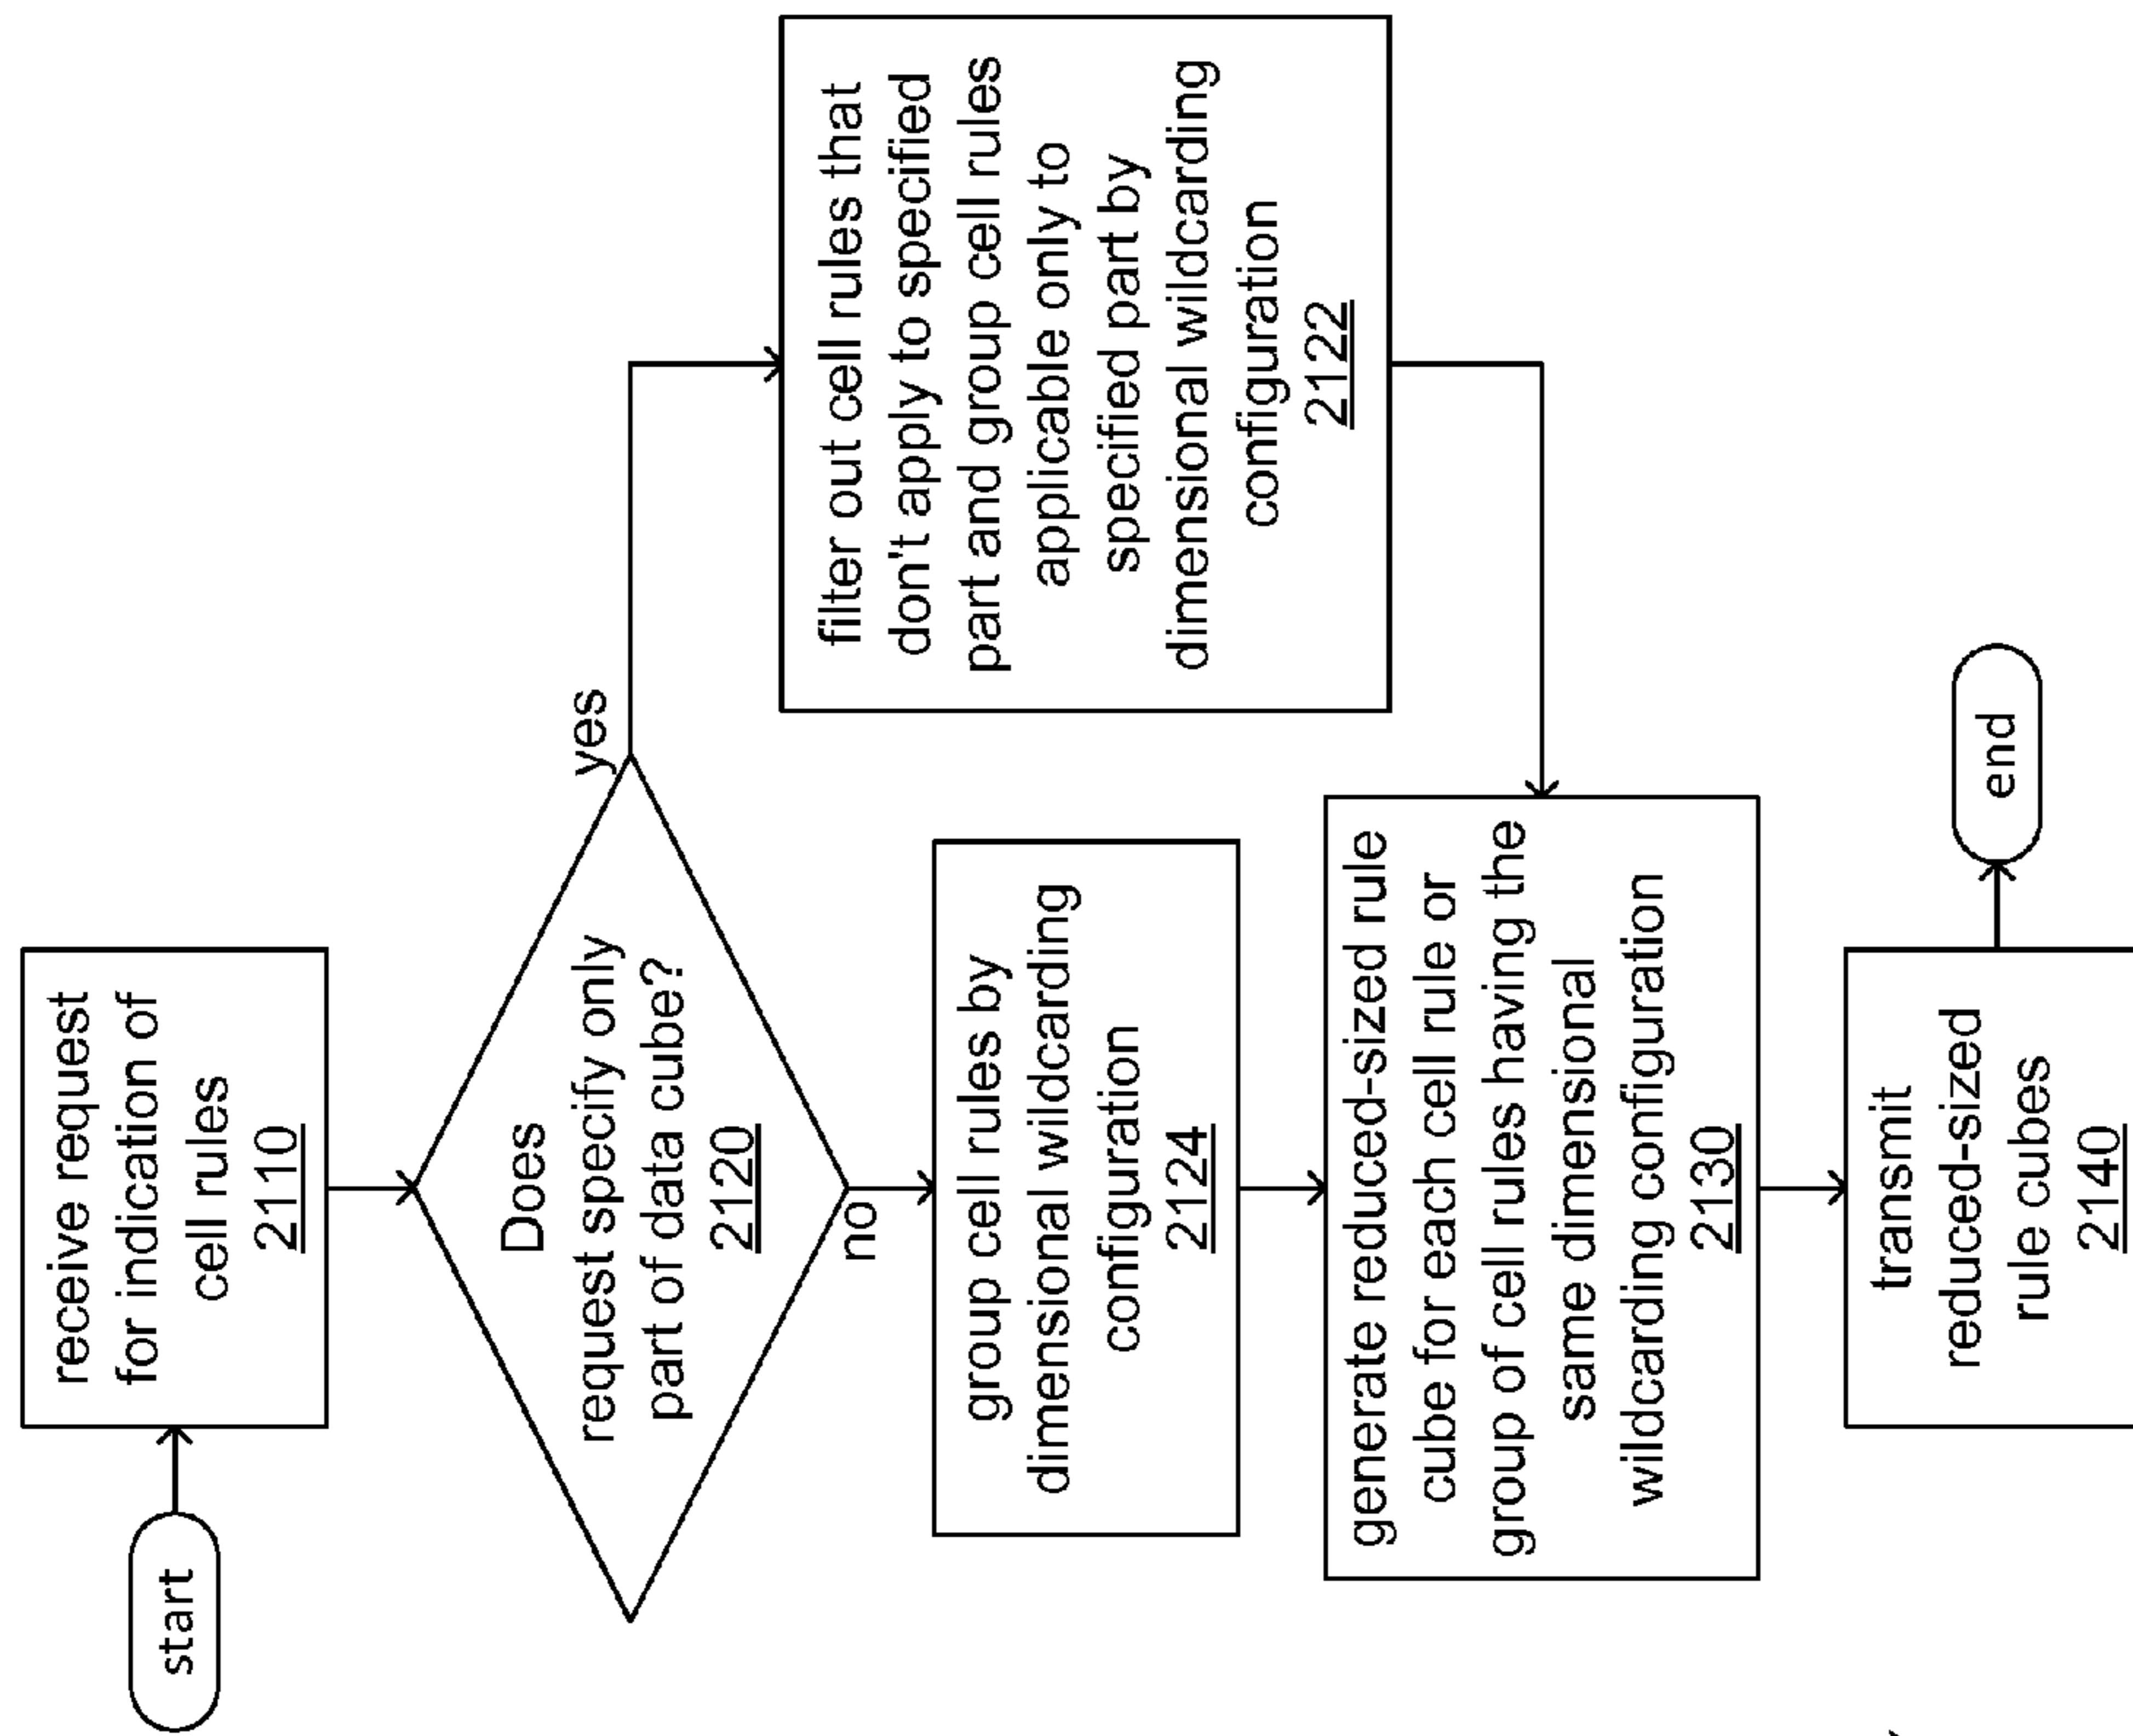 start
receive request
for indication of
cell rules
2110
Does
request specify only
part of data cube?
2120
yes
no
filter out cell rules that
don't apply to specified
part and group cell rules
applicable only to
specified part by
dimensional wildcarding
configuration
2122
group cell rules by
dimensional wildcarding
configuration
2124
generate reduced-sized rule
cube for each cell rule or
group of cell rules having the
same dimensional
wildcarding configuration
2130
transmit
reduced-sized
rule cubes
2140
end